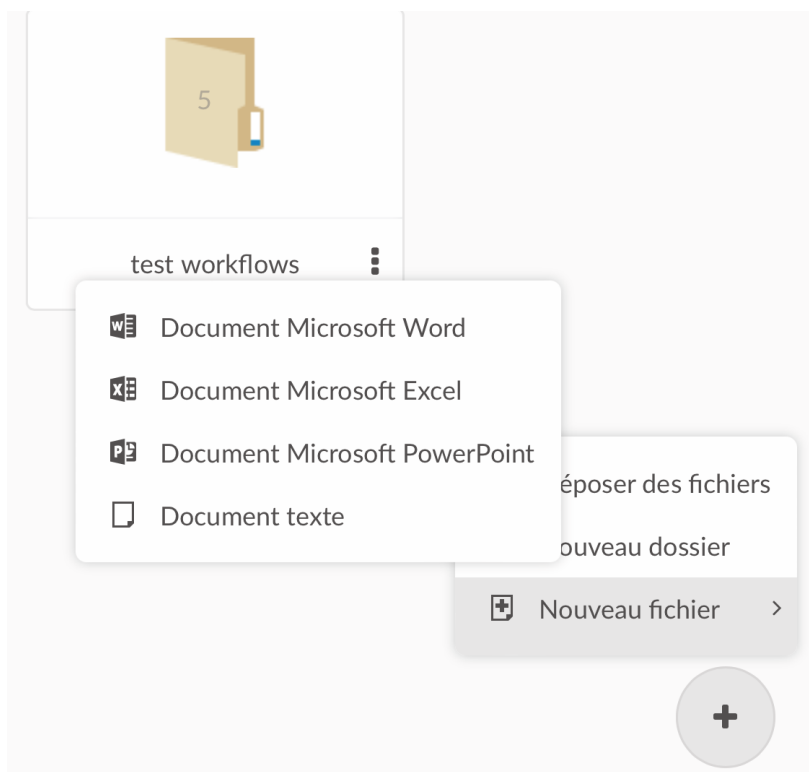 5
test workflows
Document Microsoft Word
Document Microsoft Excel
Document Microsoft PowerPoint
Document texte
époser des fichiers
ouveau dossier
Nouveau fichier